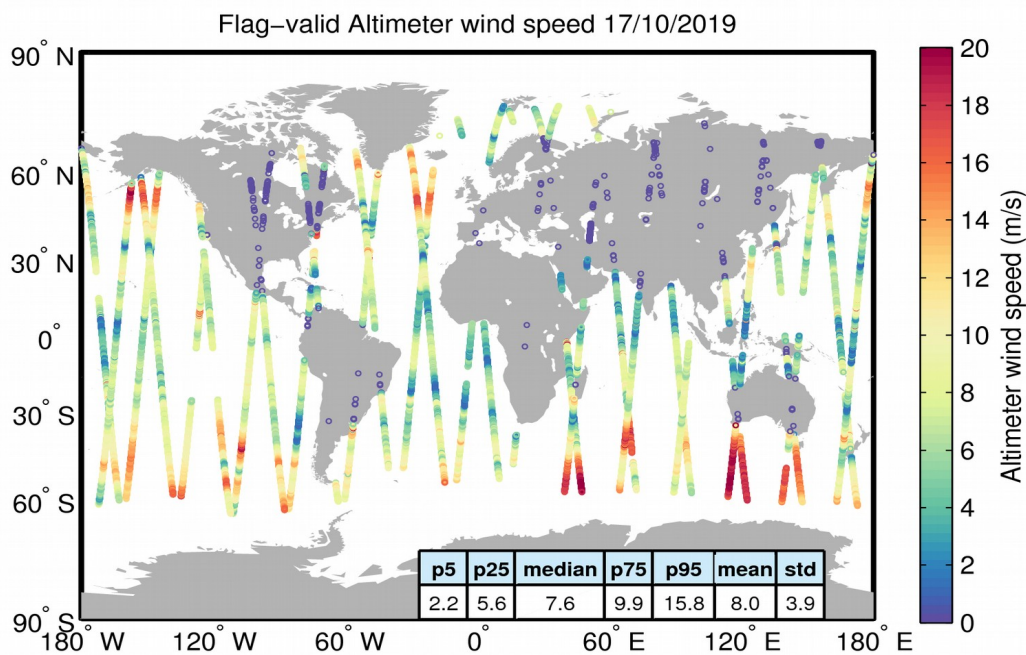 Flag−valid Altimeter wind speed 17/10/2019
90° N
60° N
30° N
0°
30° S
60° S
90° S
180° W
120° W
60° W
0°
60° E
120° E
180° E
p5 p25 median p75 p95 mean std
2.2 5.6 7.6 9.9 15.8 8.0 3.9
20
18
16
14
12
10
8
6
4
2
0
Altimeter wind speed (m/s)